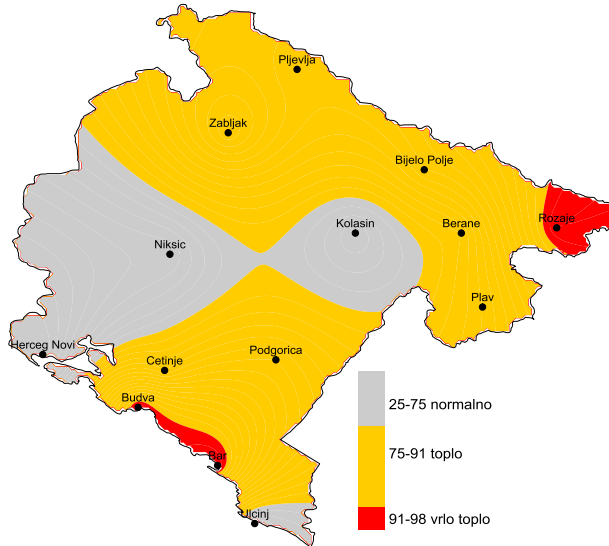 Pljevlja
Zabljak
Bijelo Polje
Rozaje
Kolasin
Berane
Niksic
Plav
Herceg Novi
Podgorica
Cetinje
Budva
25-75 normalno
75-91 toplo
Bar
Ulcinj
91-98 vrlo toplo